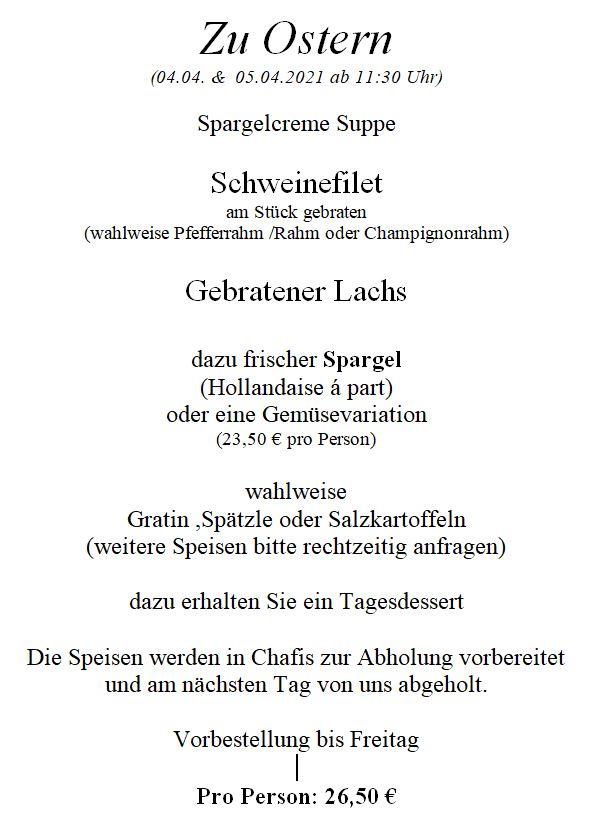 Zu Ostern
(04.04. & 05.04.2021 ab 11:30 Uhr)
Spargelcreme Suppe
Schweinefilet
am Stück gebraten
(wahlweise Pfefferrahm /Rahm oder Champignonrahm)
Gebratener Lachs
dazu frischer Spargel
(Hollandaise á part)
oder eine Gemüsevariation
(23,50 € pro Person)
wahlweise
Gratin ,Spätzle oder Salzkartoffeln
(weitere Speisen bitte rechtzeitig anfragen)
dazu erhalten Sie ein Tagesdessert
Die Speisen werden in Chafis zur Abholung vorbereitet
und am nächsten Tag von uns abgeholt.
Vorbestellung bis Freitag
Pro Person: 26,50 €